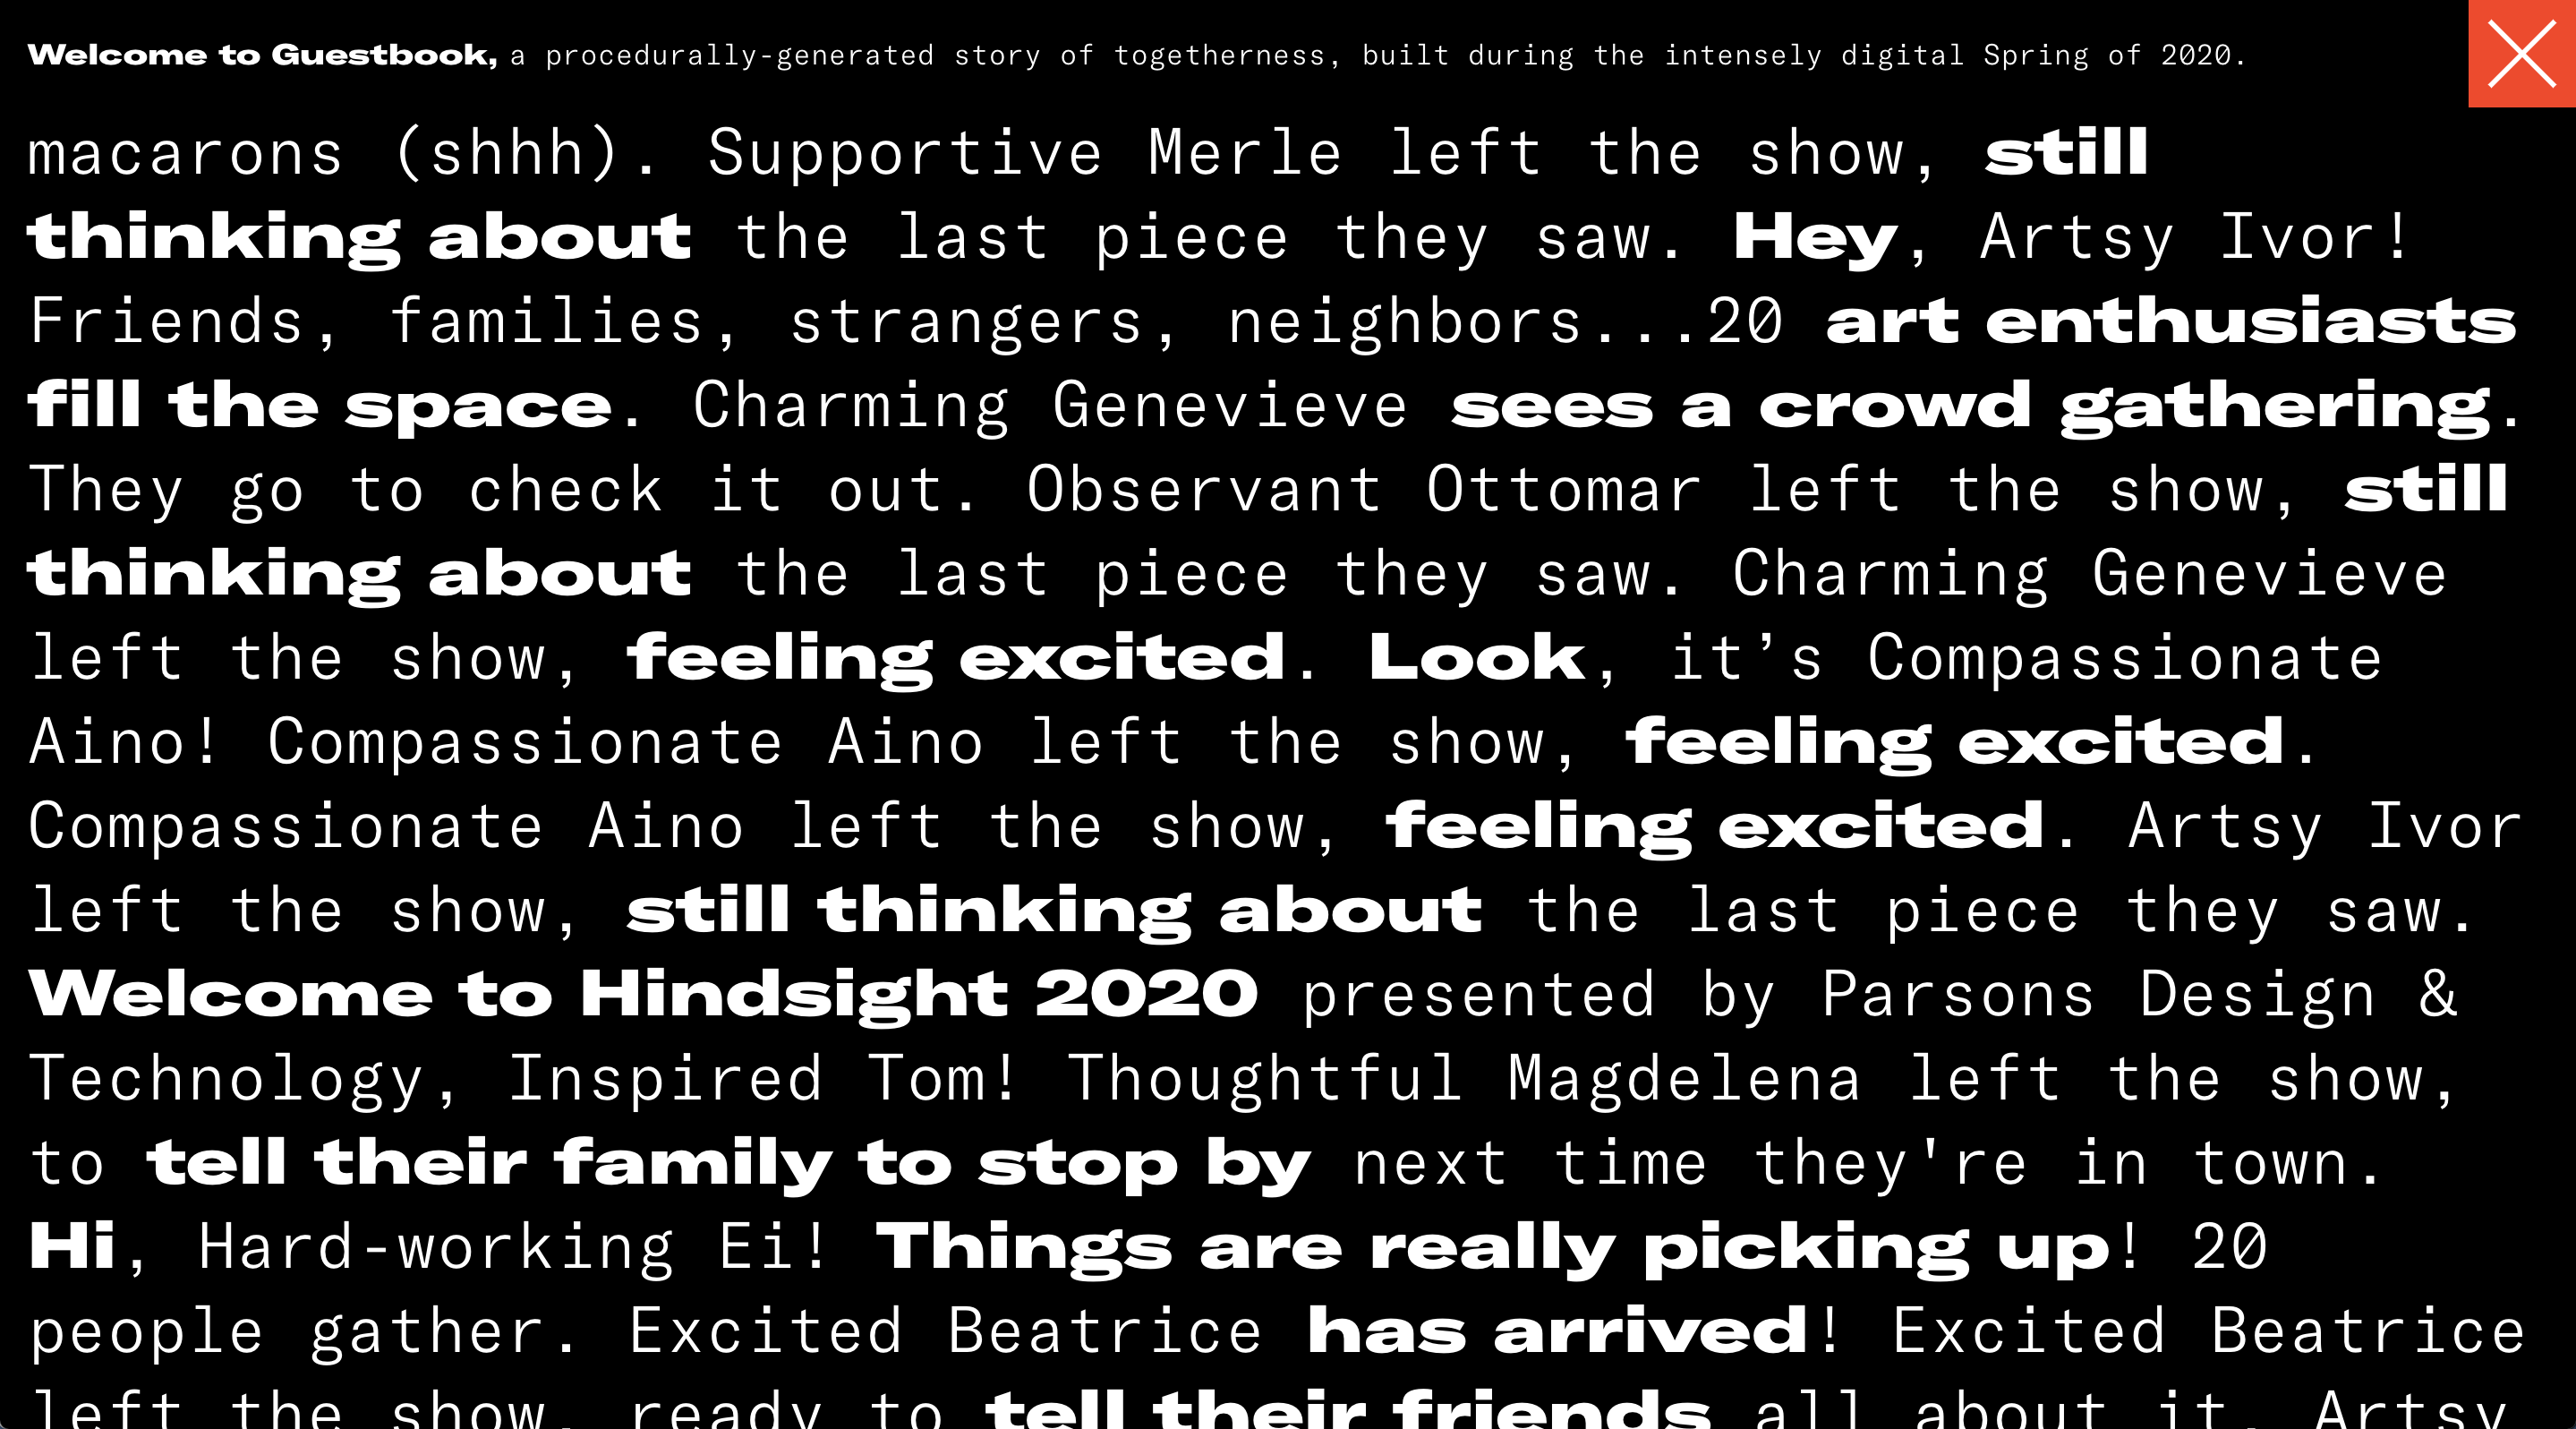 Welcome to Guestbook, a procedurally-generated story of togetherness, built during the intensely digital Spring of 2020.
macarons (shhh). Supportive Merle left the show, still
thinking about the last piece they saw. Hey, Artsy Ivor!
Friends, families, strangers, neighbors...20 art enthusiasts
fill the space. Charming Genevieve sees a crowd gathering.
They go to check it out. Observant Ottomar left the show, still
thinking about the last piece they saw. Charming Genevieve
left the show, feeling excited. Look, it’s Compassionate
Aino! Compassionate Aino left the show, feeling excited.
Compassionate Aino left the show, feeling excited. Artsy Ivor
left the show, still thinking about the last piece they saw.
Welcome to Hindsight 2020 presented by Parsons Design &
Technology, Inspired Tom! Thoughtful Magdelena left the show,
to tell their family to stop by next time they're in town.
Hi, Hard-working Ei! Things are really picking up! 20
people gather. Excited Beatrice has arrived! Excited Beatrice
left the show, ready to tell their friends all about it. Artsy